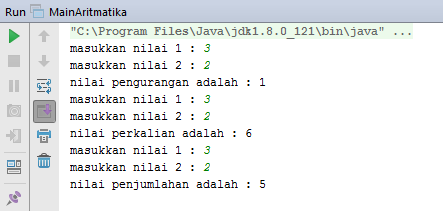 Run MainAritmatika
"C:\Program Files\Java\jdk1.8.0_121\bin\java" ...
masukkan nilai 1 : 3
masukkan nilai 2 : 2
nilai pengurangan adalah : 1
masukkan nilai 1 : 3
masukkan nilai 2 : 2
nilai perkalian adalah : 6
masukkan nilai 1 : 3
masukkan nilai 2 : 2
nilai penjumlahan adalah : 5